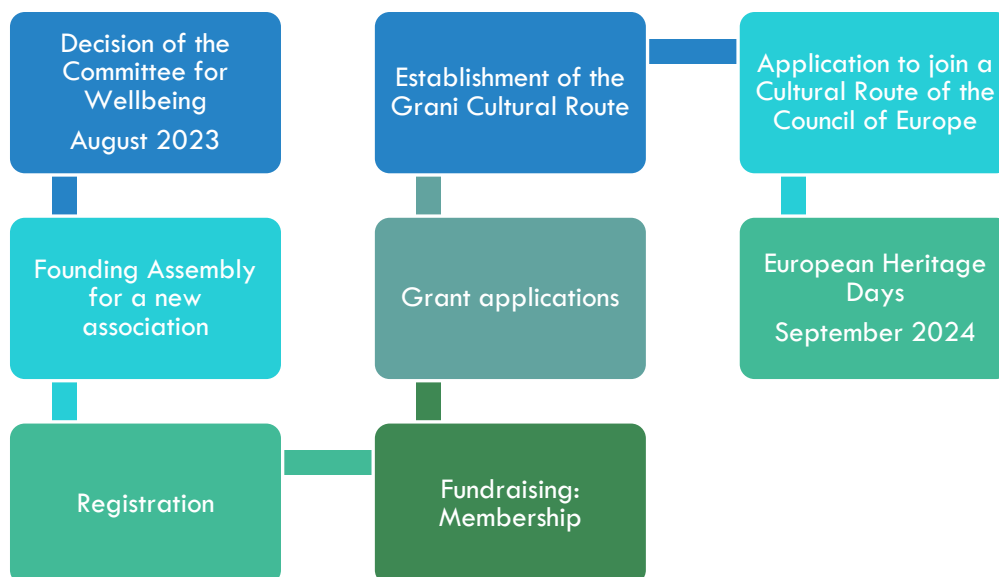 Decision of the
Committee for
Wellbeing
August 2023
Founding Assembly
for a new
association
Registration
Fundraising:
Membership
Grant applications
Establishment of the
Grani Cultural Route
Application to join a
Cultural Route of the
Council of Europe
European Heritage
Days
September 2024